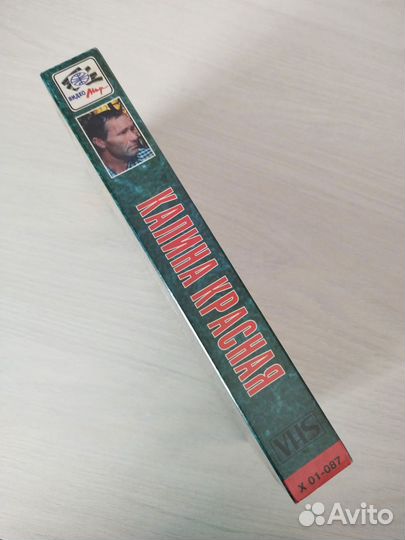 ВИДЕО Мир
КАЛИНА КРАСНАЯ
VHS
X 01-087
Avito